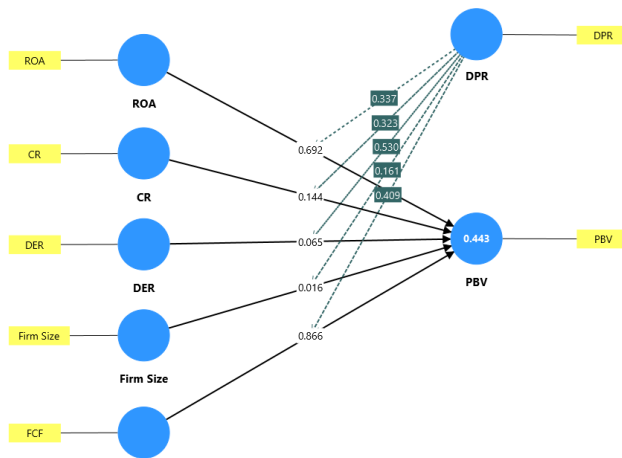 ROA
ROA
CR
CR
DER
DER
Firm Size
Firm Size
FCF
0.692
0.144
0.065
0.016
0.866
0.337
0.323
0.530
0.161
0.409
DPR
DPR
0.443
PBV
PBV